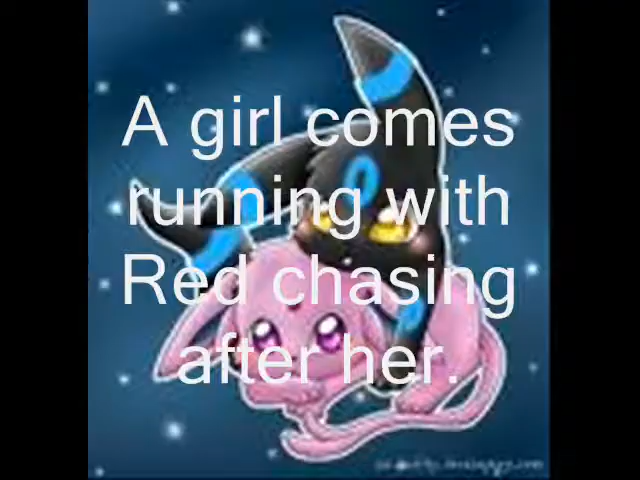 A girl comes
running with
Red chasing
after her.